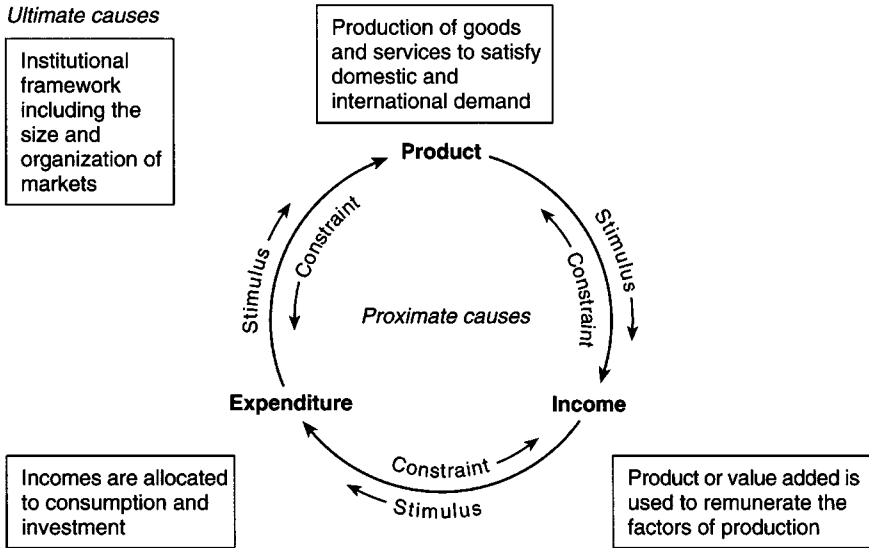 Ultimate causes
Institutional
framework
including the
size and
organization of
markets
Production of goods
and services to satisfy
domestic and
international demand
Product
Stimulus
Constraint
Stimulus
Constraint
Proximate causes
Expenditure
Income
Constraint
Stimulus
Incomes are allocated
to consumption and
investment
Product or value added is
used to remunerate the
factors of production